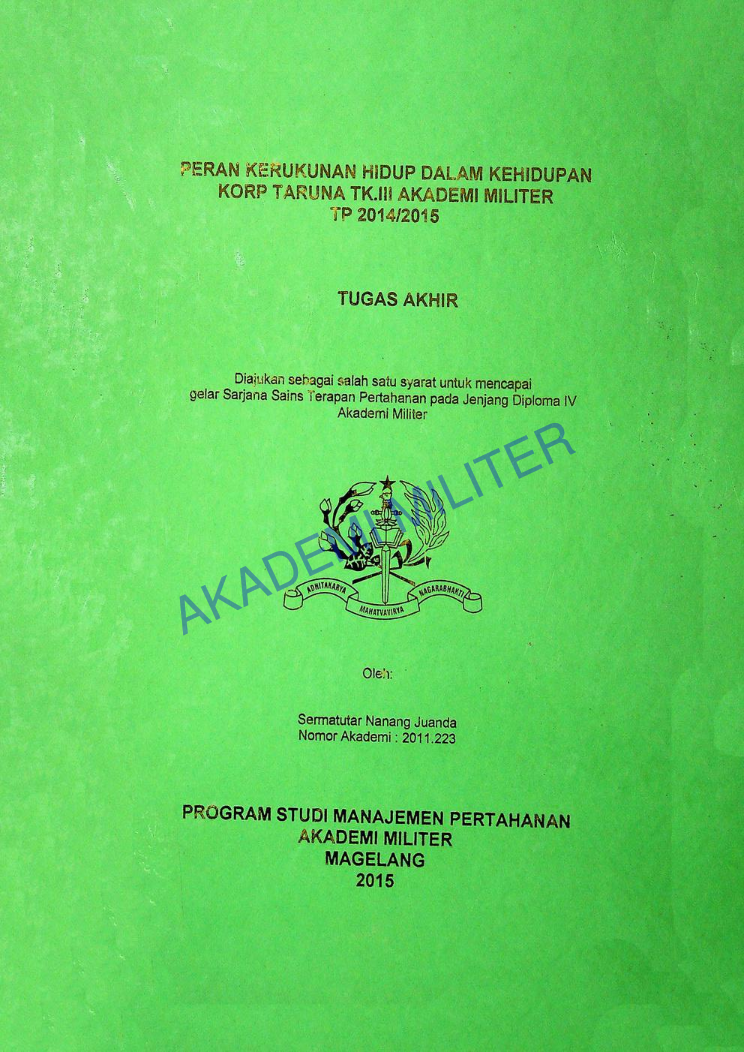 PERAN KERUKUNAN HIDUP DALAM KEHIDUPAN
KORP TARUNA TK.III AKADEMI MILITER
TP 2014/2015
TUGAS AKHIR
Diajukan sebagai salah satu syarat untuk mencapai
gelar Sarjana Sains Terapan Pertahanan pada Jenjang Diploma IV
Akademi Militer
AKADEMI MILITER
ADHITAKARYA
MAHATVAVIRYA
NAGARABHAKTI
Oleh:
Sermatutar Nanang Juanda
Nomor Akademi : 2011.223
PROGRAM STUDI MANAJEMEN PERTAHANAN
AKADEMI MILITER
MAGELANG
2015